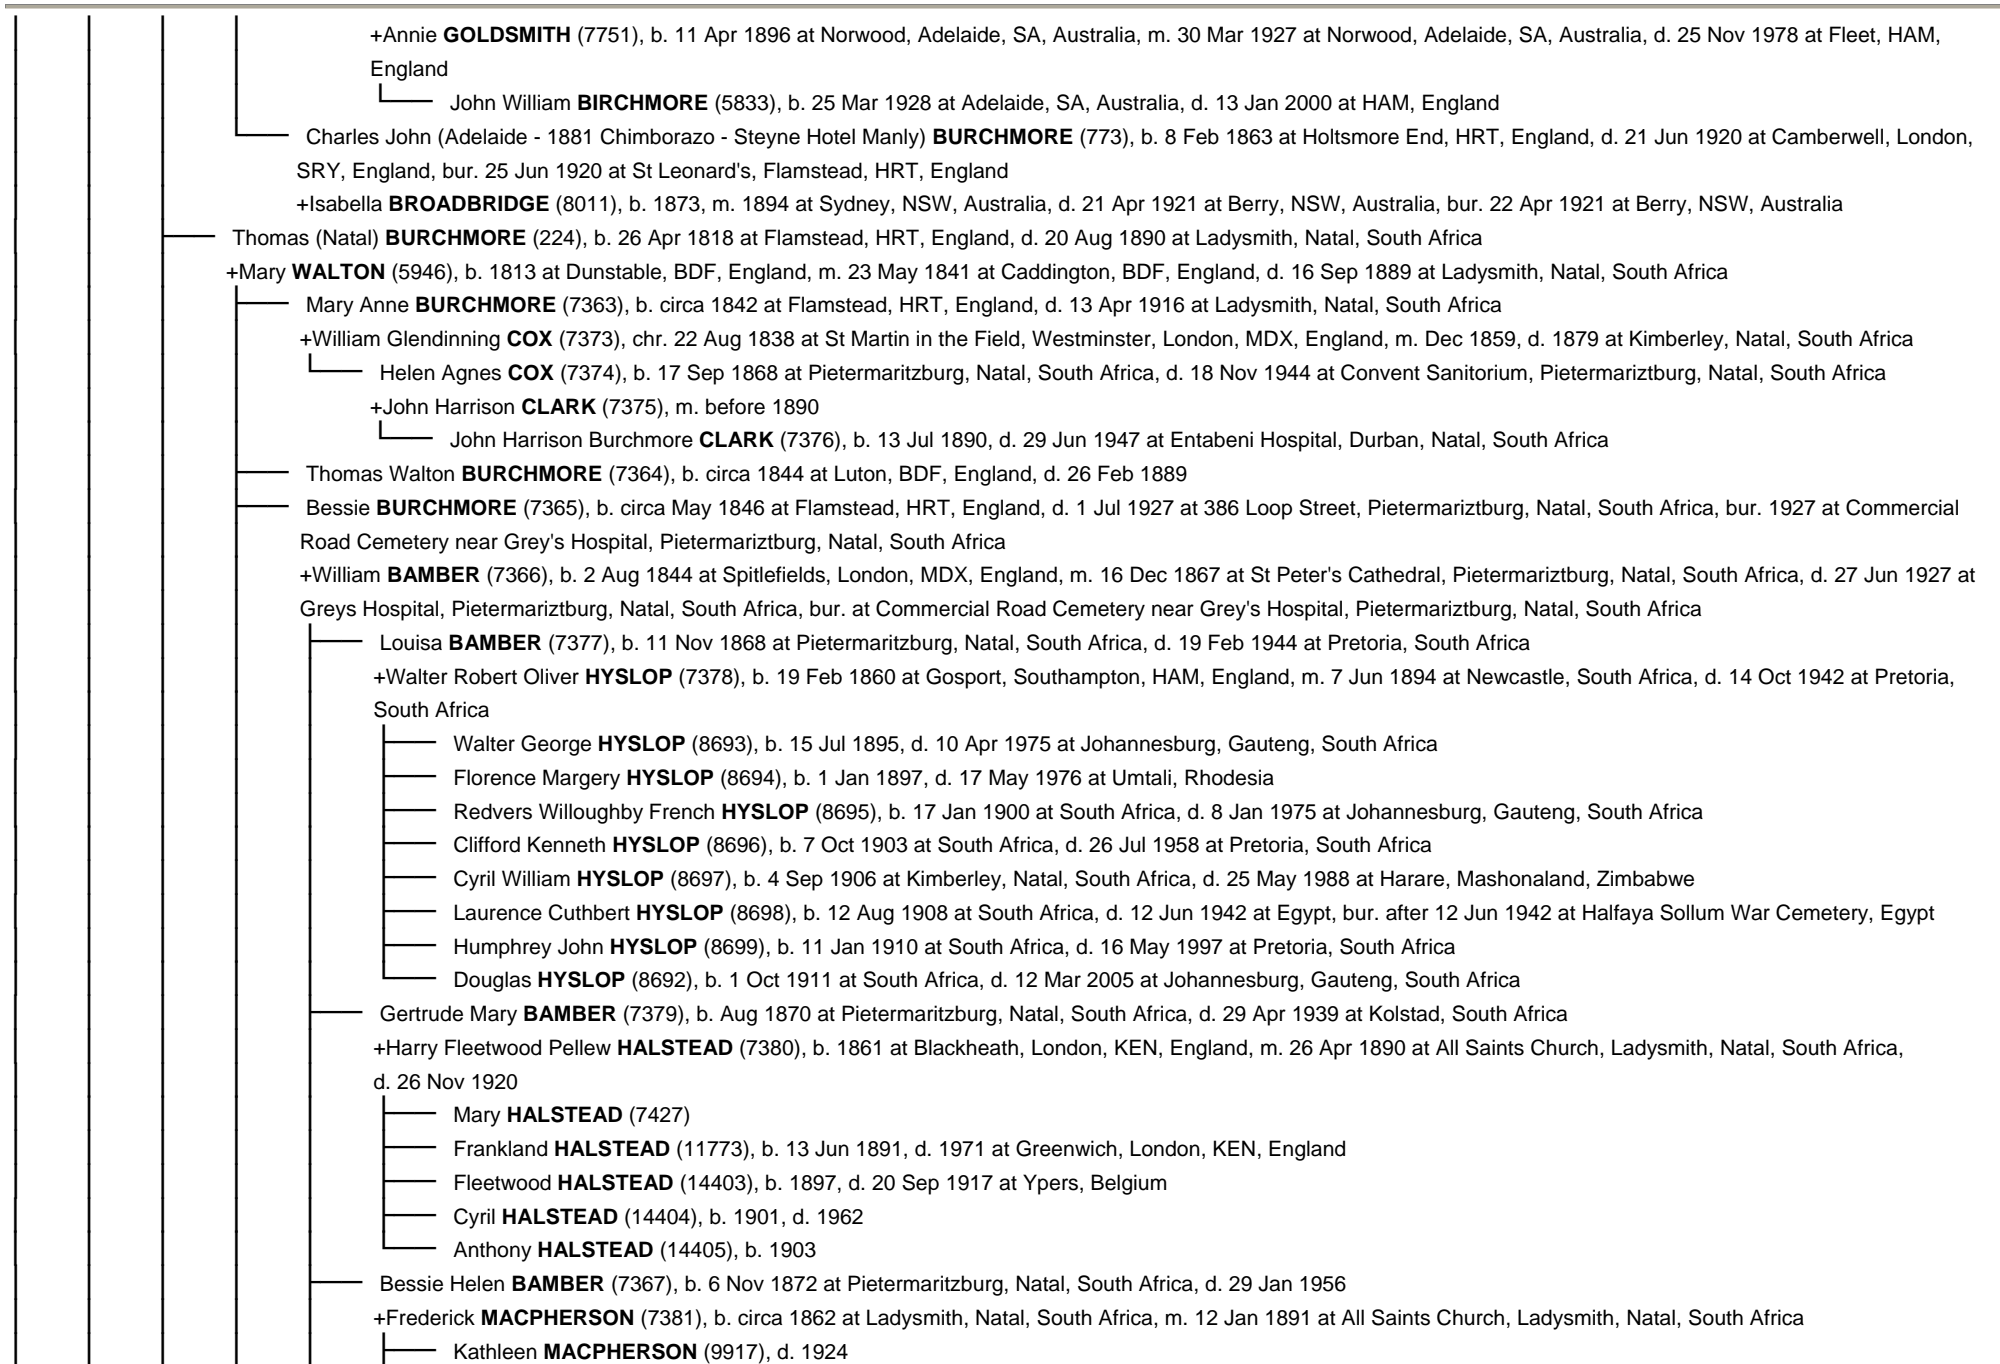 +Annie GOLDSMITH (7751), b. 11 Apr 1896 at Norwood, Adelaide, SA, Australia, m. 30 Mar 1927 at Norwood, Adelaide, SA, Australia, d. 25 Nov 1978 at Fleet, HAM,
England
John William BIRCHMORE (5833), b. 25 Mar 1928 at Adelaide, SA, Australia, d. 13 Jan 2000 at HAM, England
Charles John (Adelaide - 1881 Chimborazo - Steyne Hotel Manly) BURCHMORE (773), b. 8 Feb 1863 at Holtsmore End, HRT, England, d. 21 Jun 1920 at Camberwell, London,
SRY, England, bur. 25 Jun 1920 at St Leonard's, Flamstead, HRT, England
+Isabella BROADBRIDGE (8011), b. 1873, m. 1894 at Sydney, NSW, Australia, d. 21 Apr 1921 at Berry, NSW, Australia, bur. 22 Apr 1921 at Berry, NSW, Australia
Thomas (Natal) BURCHMORE (224), b. 26 Apr 1818 at Flamstead, HRT, England, d. 20 Aug 1890 at Ladysmith, Natal, South Africa
+Mary WALTON (5946), b. 1813 at Dunstable, BDF, England, m. 23 May 1841 at Caddington, BDF, England, d. 16 Sep 1889 at Ladysmith, Natal, South Africa
Mary Anne BURCHMORE (7363), b. circa 1842 at Flamstead, HRT, England, d. 13 Apr 1916 at Ladysmith, Natal, South Africa
+William Glendinning COX (7373), chr. 22 Aug 1838 at St Martin in the Field, Westminster, London, MDX, England, m. Dec 1859, d. 1879 at Kimberley, Natal, South Africa
Helen Agnes COX (7374), b. 17 Sep 1868 at Pietermaritzburg, Natal, South Africa, d. 18 Nov 1944 at Convent Sanitorium, Pietermariztburg, Natal, South Africa
+John Harrison CLARK (7375), m. before 1890
John Harrison Burchmore CLARK (7376), b. 13 Jul 1890, d. 29 Jun 1947 at Entabeni Hospital, Durban, Natal, South Africa
Thomas Walton BURCHMORE (7364), b. circa 1844 at Luton, BDF, England, d. 26 Feb 1889
Bessie BURCHMORE (7365), b. circa May 1846 at Flamstead, HRT, England, d. 1 Jul 1927 at 386 Loop Street, Pietermariztburg, Natal, South Africa, bur. 1927 at Commercial
Road Cemetery near Grey's Hospital, Pietermariztburg, Natal, South Africa
+William BAMBER (7366), b. 2 Aug 1844 at Spitlefields, London, MDX, England, m. 16 Dec 1867 at St Peter's Cathedral, Pietermariztburg, Natal, South Africa, d. 27 Jun 1927 at
Greys Hospital, Pietermariztburg, Natal, South Africa, bur. at Commercial Road Cemetery near Grey's Hospital, Pietermariztburg, Natal, South Africa
Louisa BAMBER (7377), b. 11 Nov 1868 at Pietermaritzburg, Natal, South Africa, d. 19 Feb 1944 at Pretoria, South Africa
+Walter Robert Oliver HYSLOP (7378), b. 19 Feb 1860 at Gosport, Southampton, HAM, England, m. 7 Jun 1894 at Newcastle, South Africa, d. 14 Oct 1942 at Pretoria,
South Africa
Walter George HYSLOP (8693), b. 15 Jul 1895, d. 10 Apr 1975 at Johannesburg, Gauteng, South Africa
Florence Margery HYSLOP (8694), b. 1 Jan 1897, d. 17 May 1976 at Umtali, Rhodesia
Redvers Willoughby French HYSLOP (8695), b. 17 Jan 1900 at South Africa, d. 8 Jan 1975 at Johannesburg, Gauteng, South Africa
Clifford Kenneth HYSLOP (8696), b. 7 Oct 1903 at South Africa, d. 26 Jul 1958 at Pretoria, South Africa
Cyril William HYSLOP (8697), b. 4 Sep 1906 at Kimberley, Natal, South Africa, d. 25 May 1988 at Harare, Mashonaland, Zimbabwe
Laurence Cuthbert HYSLOP (8698), b. 12 Aug 1908 at South Africa, d. 12 Jun 1942 at Egypt, bur. after 12 Jun 1942 at Halfaya Sollum War Cemetery, Egypt
Humphrey John HYSLOP (8699), b. 11 Jan 1910 at South Africa, d. 16 May 1997 at Pretoria, South Africa
Douglas HYSLOP (8692), b. 1 Oct 1911 at South Africa, d. 12 Mar 2005 at Johannesburg, Gauteng, South Africa
Gertrude Mary BAMBER (7379), b. Aug 1870 at Pietermaritzburg, Natal, South Africa, d. 29 Apr 1939 at Kolstad, South Africa
+Harry Fleetwood Pellew HALSTEAD (7380), b. 1861 at Blackheath, London, KEN, England, m. 26 Apr 1890 at All Saints Church, Ladysmith, Natal, South Africa,
d. 26 Nov 1920
Mary HALSTEAD (7427)
Frankland HALSTEAD (11773), b. 13 Jun 1891, d. 1971 at Greenwich, London, KEN, England
Fleetwood HALSTEAD (14403), b. 1897, d. 20 Sep 1917 at Ypers, Belgium
Cyril HALSTEAD (14404), b. 1901, d. 1962
Anthony HALSTEAD (14405), b. 1903
Bessie Helen BAMBER (7367), b. 6 Nov 1872 at Pietermaritzburg, Natal, South Africa, d. 29 Jan 1956
+Frederick MACPHERSON (7381), b. circa 1862 at Ladysmith, Natal, South Africa, m. 12 Jan 1891 at All Saints Church, Ladysmith, Natal, South Africa
Kathleen MACPHERSON (9917), d. 1924